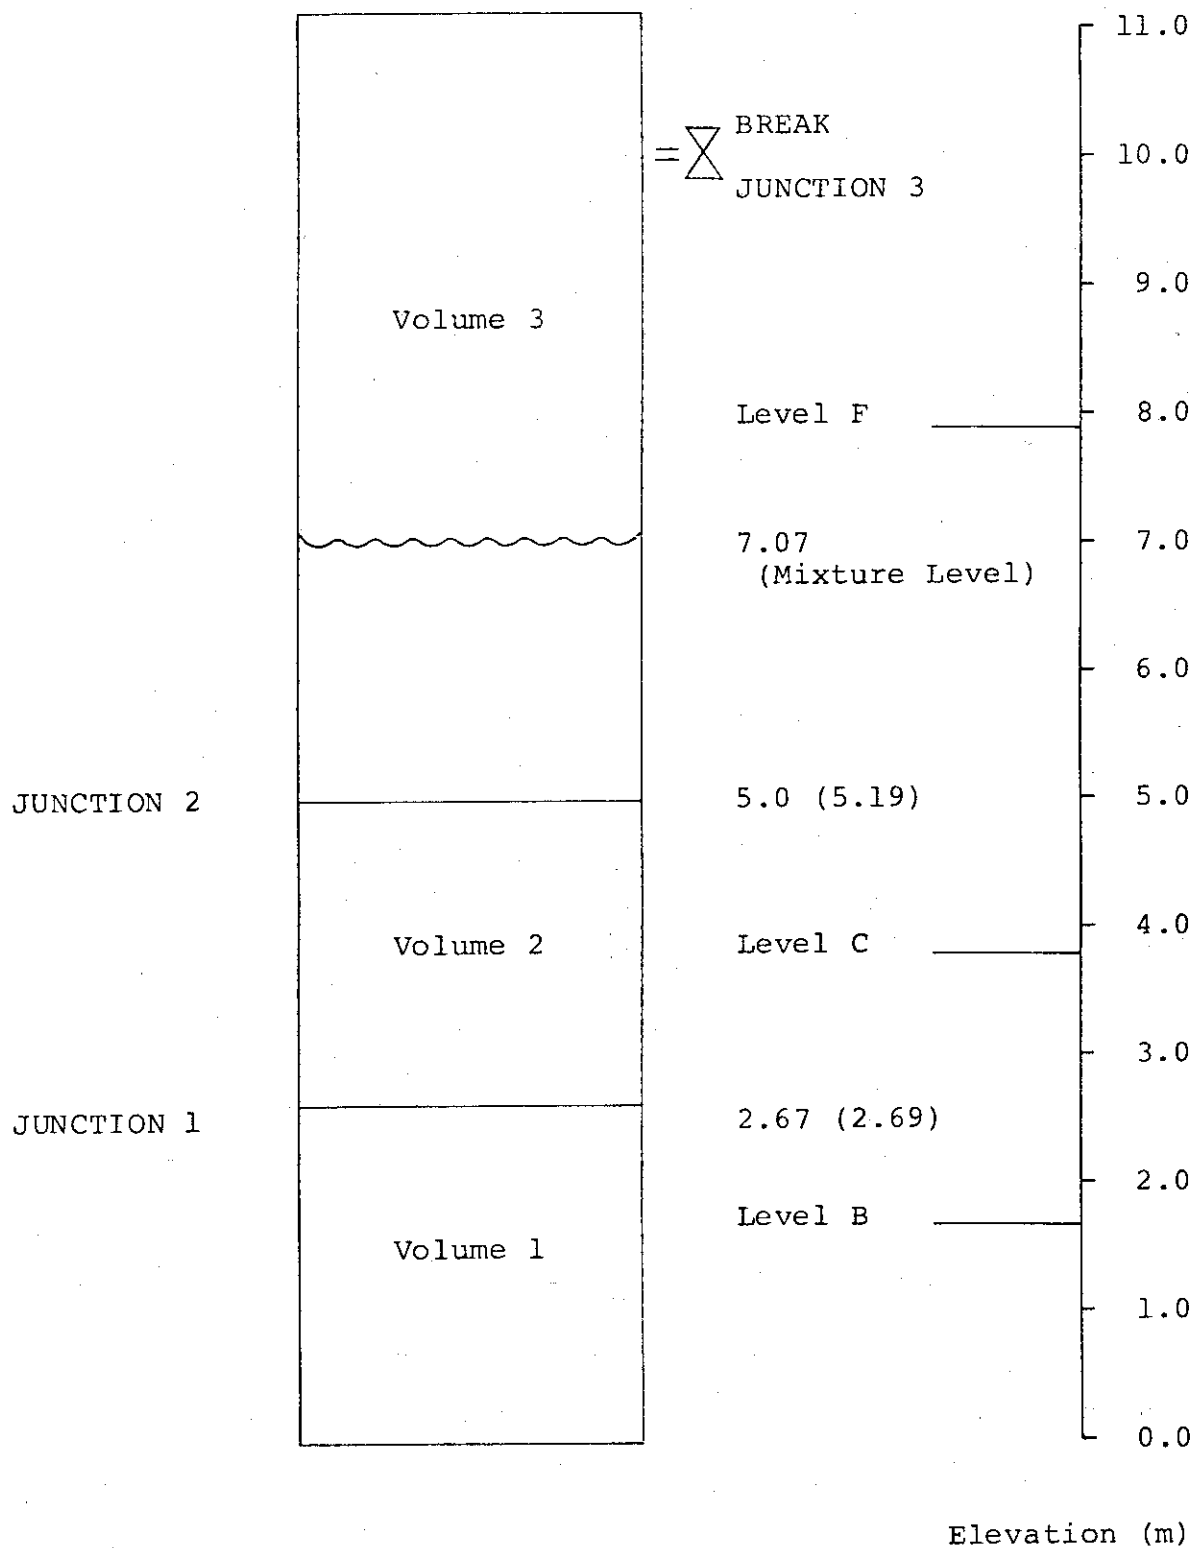 11.0
BREAK
10.0
JUNCTION 3
9.0
Volume 3
Level F
8.0
7.07
7.0
(Mixture Level)
6.0
JUNCTION 2
5.0 (5.19)
5.0
4.0
Volume 2
Level C
3.0
JUNCTION 1
2.67 (2.69)
2.0
Level B
Volume 1
1.0
0.0
Elevation (m)